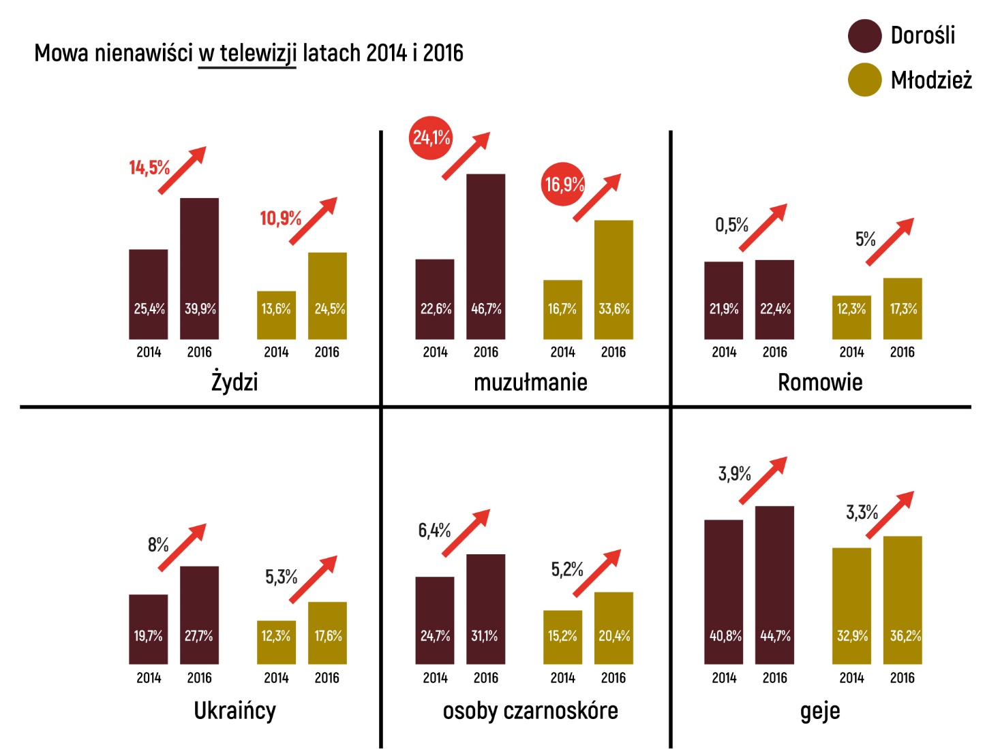 Mowa nienawiści w telewizji latach 2014 i 2016
Dorośli
Młodzież
14,5%
10,9%
25,4% 39,9% 13,6% 24,5%
2014 2016 2014 2016
Żydzi
24,1%
16,9%
22,6% 46,7% 16,7% 33,6%
2014 2016 2014 2016
muzułmanie
0,5%
5%
21,9% 22,4% 12,3% 17,3%
2014 2016 2014 2016
Romowie
8%
5,3%
19,7% 27,7% 12,3% 17,6%
2014 2016 2014 2016
Ukraińcy
6,4%
5,2%
24,7% 31,1% 15,2% 20,4%
2014 2016 2014 2016
osoby czarnoskóre
3,9%
3,3%
40,8% 44,7% 32,9% 36,2%
2014 2016 2014 2016
geje